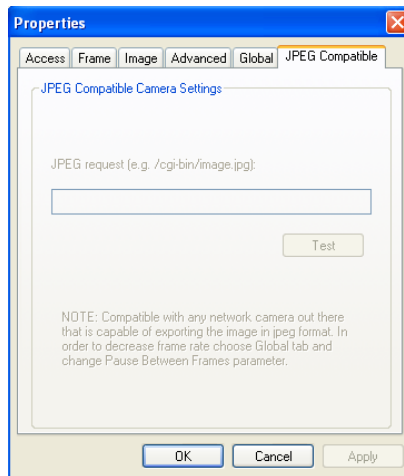 Properties
Access Frame Image Advanced Global JPEG Compatible
JPEG Compatible Camera Settings
JPEG request (e.g. /cgi-bin/image.jpg):
Test
NOTE: Compatible with any network camera out there
that is capable of exporting the image in jpeg format. In
order to decrease frame rate choose Global tab and
change Pause Between Frames parameter.
OK Cancel Apply